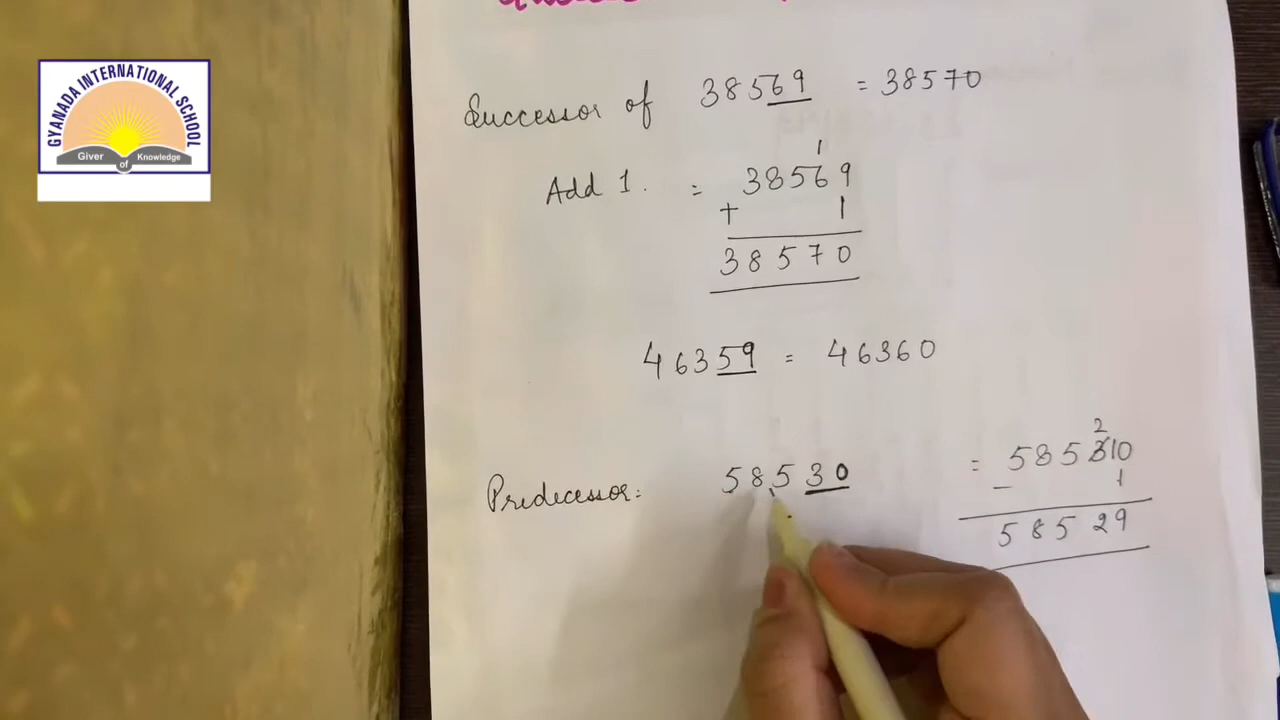 GYANADA INTERNATIONAL SCHOOL
Giver of Knowledge
Successor of 38569 = 38570
1
Add 1. = 38569
+ 1
38570
46359 = 46360
2
Predecessor: 58530 = 585310
- 1
58529